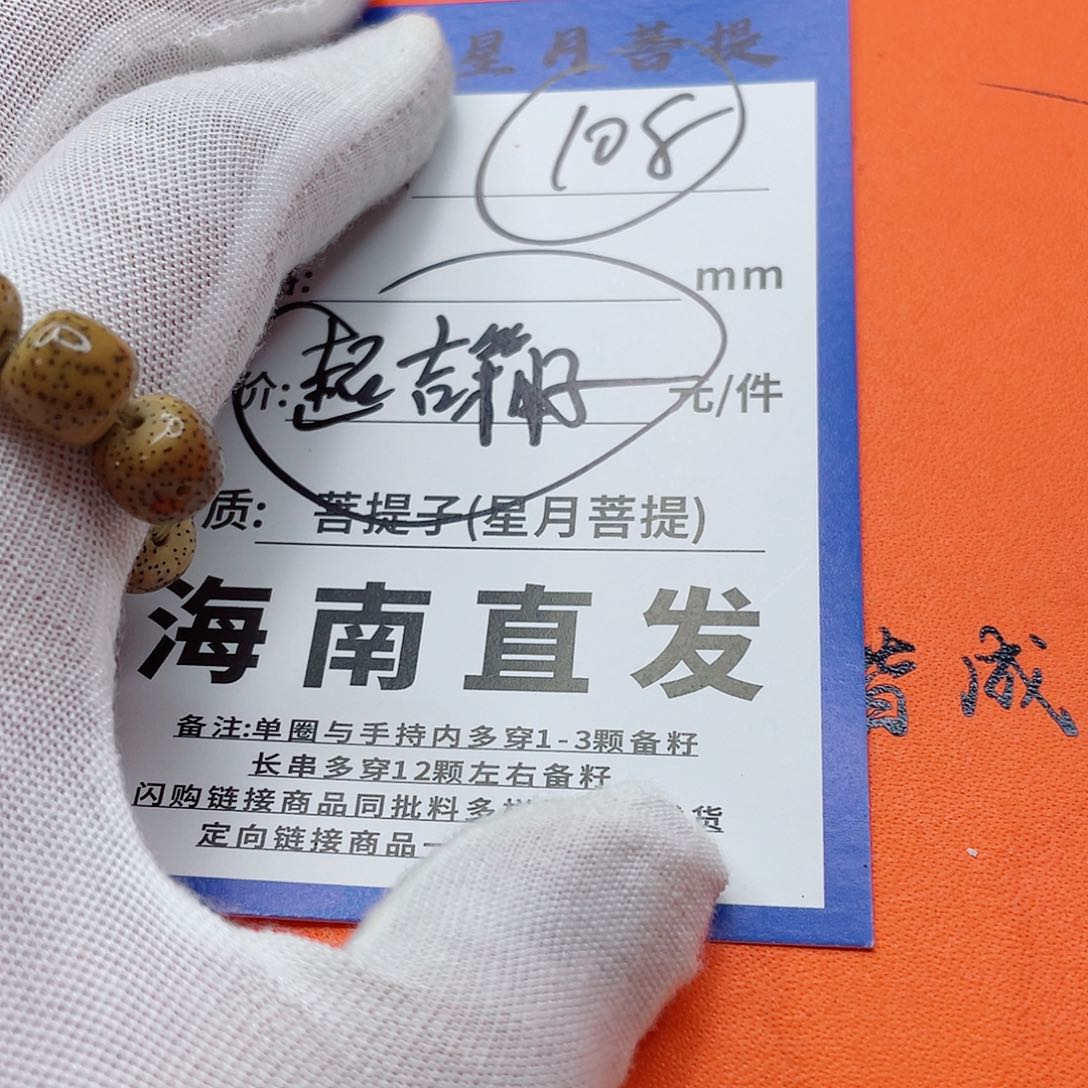 星月菩提
108
mm
价: 元/件
质: 菩提子(星月菩提)
海南直发
备注:单圈与手持内多穿1-3颗备籽
长串多穿12颗左右备籽
闪购链接商品同批料多 货
定向链接商品一
皆成